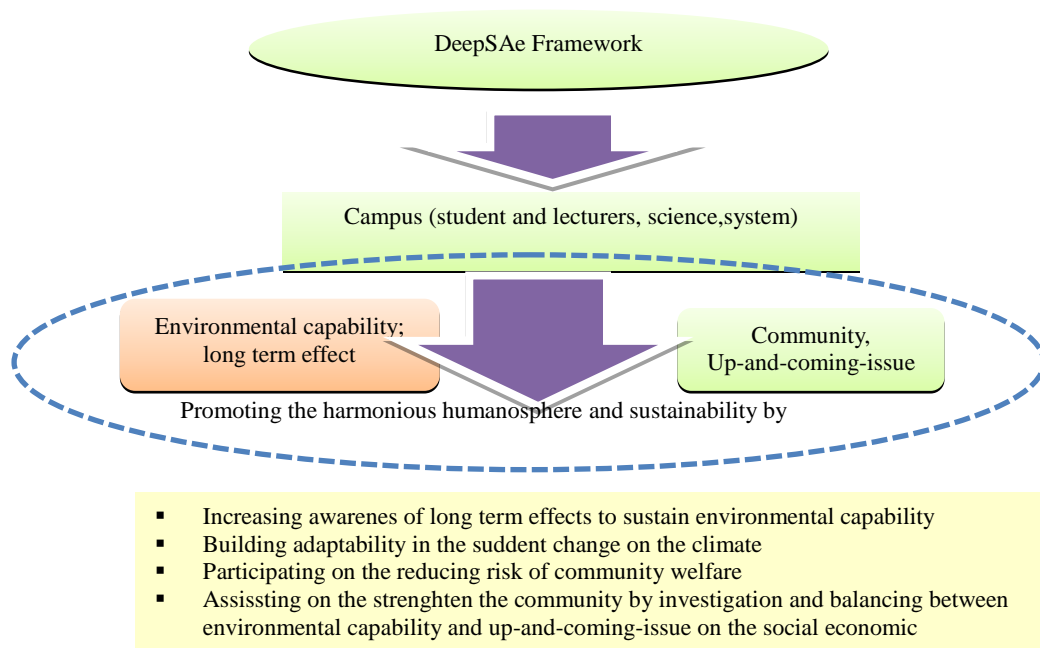 DeepSAe Framework
Campus (student and lecturers, science,system)
Environmental capability;
long term effect
Community,
Up-and-coming-issue
Promoting the harmonious humanosphere and sustainability by
▪ Increasing awarenes of long term effects to sustain environmental capability
▪ Building adaptability in the suddent change on the climate
▪ Participating on the reducing risk of community welfare
▪ Assissting on the strenghten the community by investigation and balancing between
environmental capability and up-and-coming-issue on the social economic